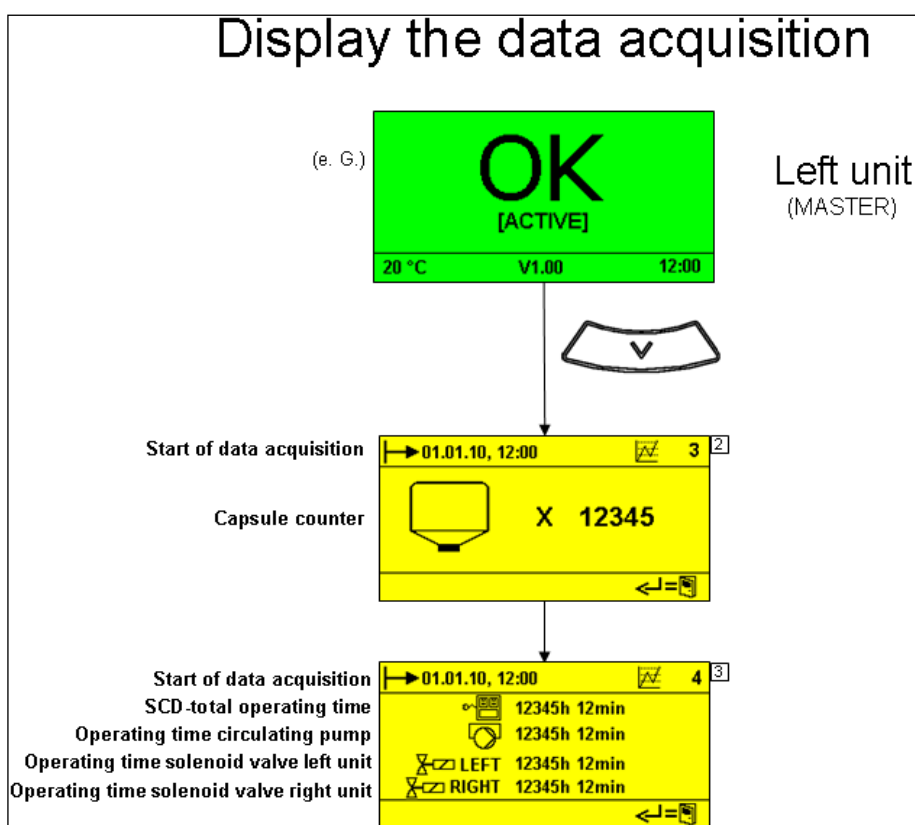 Display the data acquisition
(e. G.)
OK
[ACTIVE]
20 °C V1.00 12:00
Left unit
(MASTER)
Start of data acquisition 01.01.10, 12:00 3 2
Capsule counter X 12345
=
Start of data acquisition 01.01.10, 12:00 4 3
SCD-total operating time 12345h 12min
Operating time circulating pump 12345h 12min
Operating time solenoid valve left unit LEFT 12345h 12min
Operating time solenoid valve right unit RIGHT 12345h 12min
=